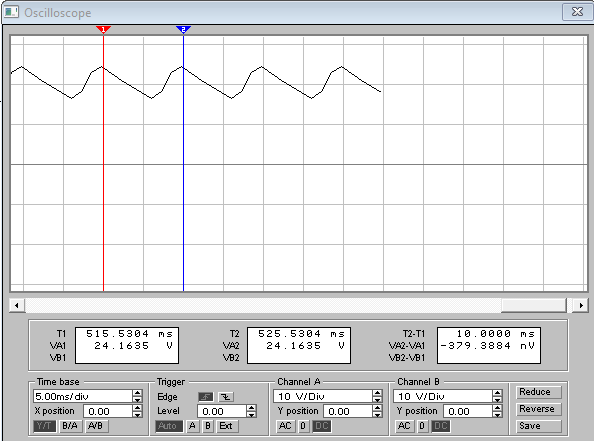 Oscilloscope
1 2
T1 515.5304 ms T2 525.5304 ms T2-T1 10.0000 ms
VA1 24.1635 V VA2 24.1635 V VA2-VA1 -379.3884 nV
VB1 VB2 VB2-VB1
Time base Trigger Channel A Channel B
5.00ms/div Edge 10 V/Div 10 V/Div Reduce
X position 0.00 Level 0.00 Y position 0.00 Y position 0.00 Reverse
Y/T B/A A/B Auto A B Ext AC 0 DC AC 0 DC Save